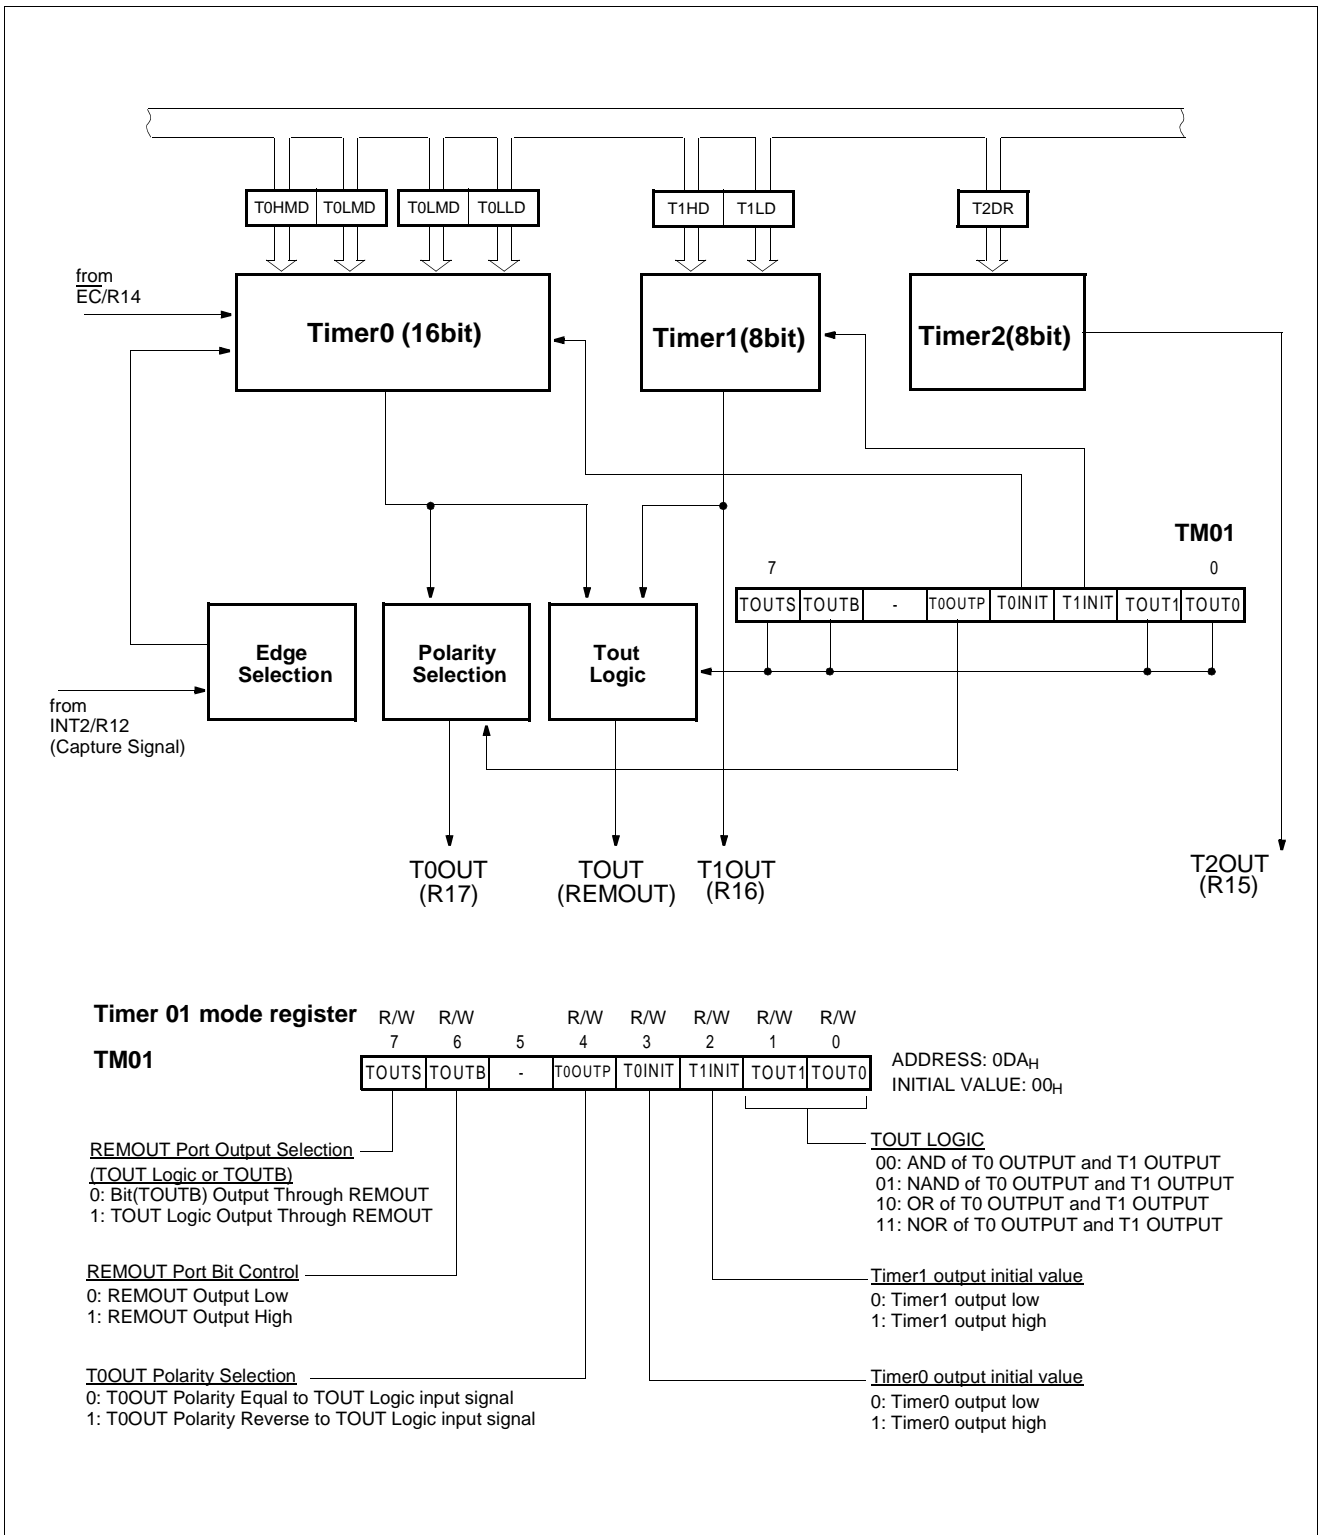 T0HMD T0LMD T0LMD T0LLD T1HD T1LD T2DR
from
EC/R14
Timer0 (16bit) Timer1(8bit) Timer2(8bit)
TM01
7 0
TOUTS TOUTB - T0OUTP T0INIT T1INIT TOUT1 TOUT0
Edge
Selection
Polarity
Selection
Tout
Logic
from
INT2/R12
(Capture Signal)
T0OUT
(R17)
TOUT
(REMOUT)
T1OUT
(R16)
T2OUT
(R15)
Timer 01 mode register
TM01
R/W R/W R/W R/W R/W R/W R/W
7 6 5 4 3 2 1 0
TOUTS TOUTB - T0OUTP T0INIT T1INIT TOUT1 TOUT0
ADDRESS: 0DAH
INITIAL VALUE: 00H
REMOUT Port Output Selection
(TOUT Logic or TOUTB)
0: Bit(TOUTB) Output Through REMOUT
1: TOUT Logic Output Through REMOUT
TOUT LOGIC
00: AND of T0 OUTPUT and T1 OUTPUT
01: NAND of T0 OUTPUT and T1 OUTPUT
10: OR of T0 OUTPUT and T1 OUTPUT
11: NOR of T0 OUTPUT and T1 OUTPUT
REMOUT Port Bit Control
0: REMOUT Output Low
1: REMOUT Output High
Timer1 output initial value
0: Timer1 output low
1: Timer1 output high
T0OUT Polarity Selection
0: T0OUT Polarity Equal to TOUT Logic input signal
1: T0OUT Polarity Reverse to TOUT Logic input signal
Timer0 output initial value
0: Timer0 output low
1: Timer0 output high